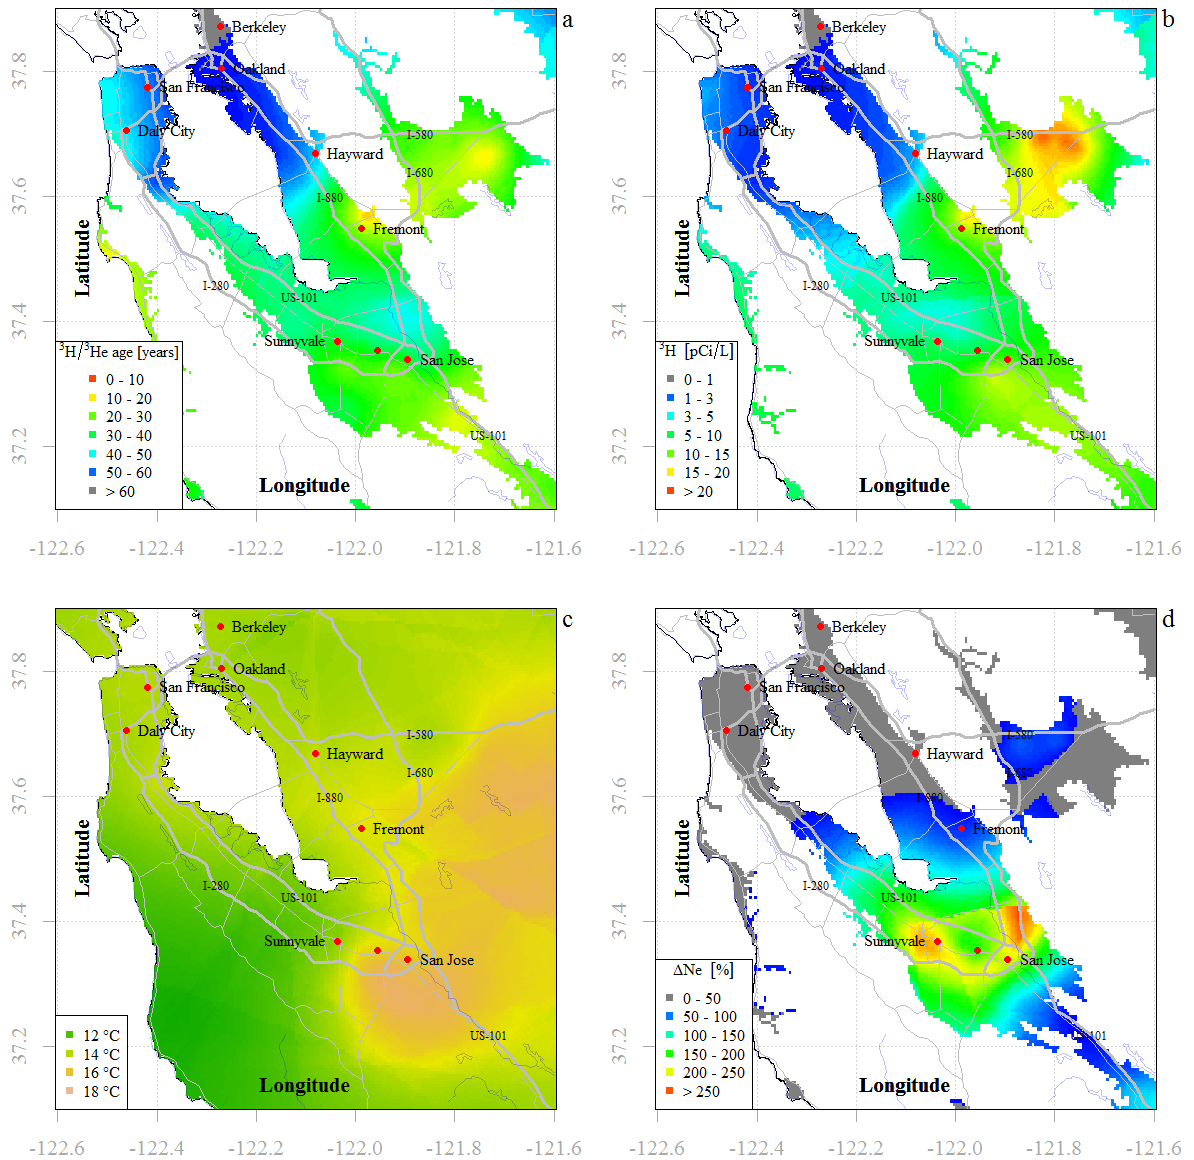 a
Berkeley
Oakland
San Francisco
Daly City
Hayward
I-580
I-680
I-880
Fremont
I-280
US-101
Sunnyvale
San Jose
US-101
Latitude
Longitude
37.8
37.6
37.4
37.2
³H/³He age [years]
0 - 10
10 - 20
20 - 30
30 - 40
40 - 50
50 - 60
> 60
-122.6 -122.4 -122.2 -122.0 -121.8 -121.6
b
Berkeley
Oakland
San Francisco
Daly City
Hayward
I-580
I-680
I-880
Fremont
I-280
US-101
Sunnyvale
San Jose
US-101
Latitude
Longitude
37.8
37.6
37.4
37.2
³H [pCi/L]
0 - 1
1 - 3
3 - 5
5 - 10
10 - 15
15 - 20
> 20
-122.6 -122.4 -122.2 -122.0 -121.8 -121.6
c
Berkeley
Oakland
San Francisco
Daly City
Hayward
I-580
I-680
I-880
Fremont
I-280
US-101
Sunnyvale
San Jose
US-101
Latitude
Longitude
37.8
37.6
37.4
37.2
12 °C
14 °C
16 °C
18 °C
-122.6 -122.4 -122.2 -122.0 -121.8 -121.6
d
Berkeley
Oakland
San Francisco
Daly City
Hayward
I-580
I-680
I-880
Fremont
I-280
US-101
Sunnyvale
San Jose
US-101
Latitude
Longitude
37.8
37.6
37.4
37.2
ΔNe [%]
0 - 50
50 - 100
100 - 150
150 - 200
200 - 250
> 250
-122.6 -122.4 -122.2 -122.0 -121.8 -121.6